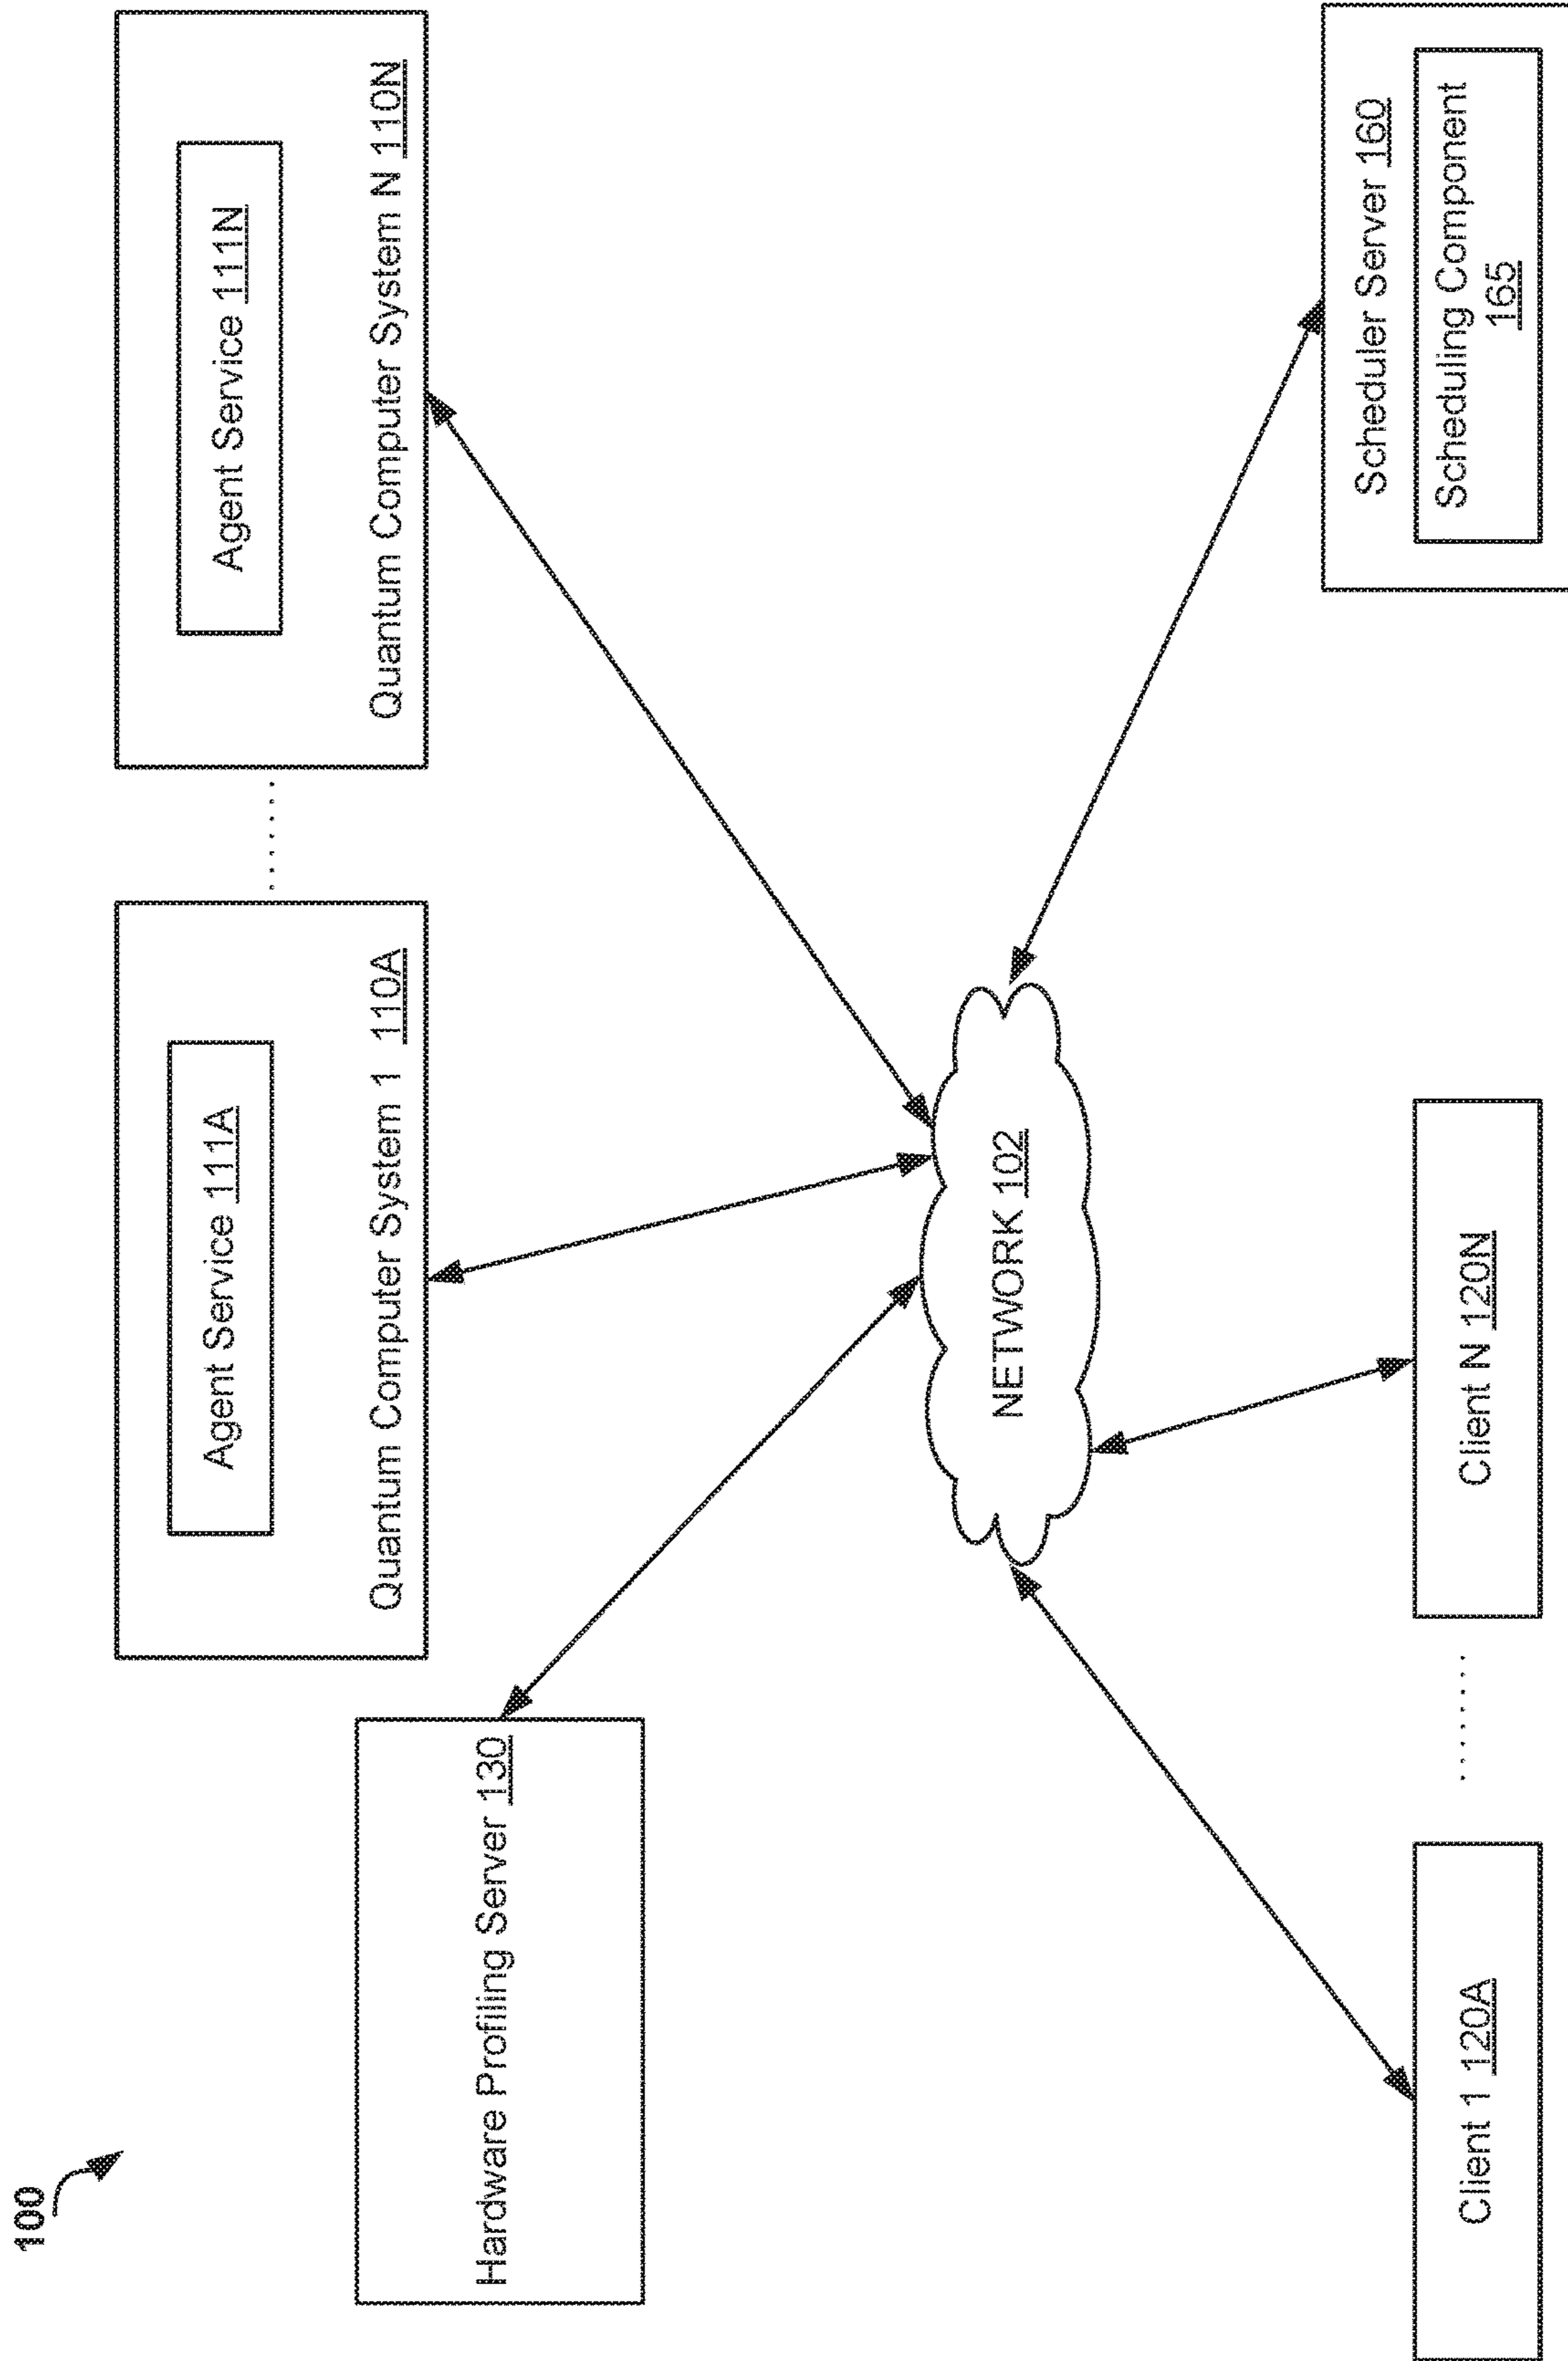 100
Agent Service 111A
Quantum Computer System 1 110A
Agent Service 111N
Quantum Computer System N 110N
Hardware Profiling Server 130
NETWORK 102
Client 1 120A
Client N 120N
Scheduler Server 160
Scheduling Component
165